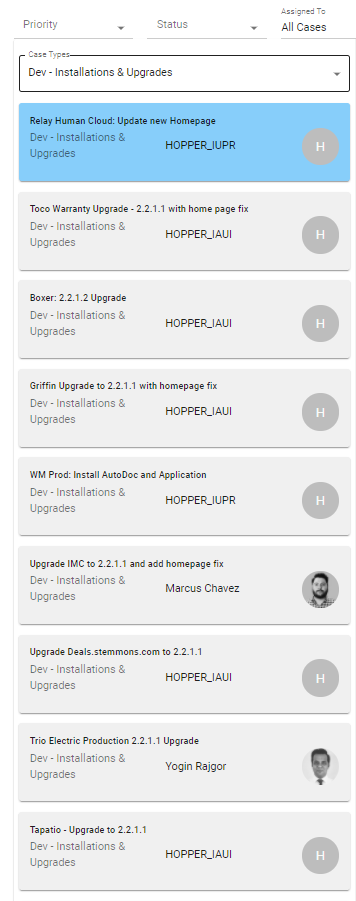 Priority
Status
Assigned To
All Cases
Case Types
Dev - Installations & Upgrades
Relay Human Cloud: Update new Homepage
Dev - Installations &
Upgrades
HOPPER_IUPR
H
Toco Warranty Upgrade - 2.2.1.1 with home page fix
Dev - Installations &
Upgrades
HOPPER_IAUI
H
Boxer: 2.2.1.2 Upgrade
Dev - Installations &
Upgrades
HOPPER_IAUI
H
Griffin Upgrade to 2.2.1.1 with homepage fix
Dev - Installations &
Upgrades
HOPPER_IAUI
H
WM Prod: Install AutoDoc and Application
Dev - Installations &
Upgrades
HOPPER_IUPR
H
Upgrade IMC to 2.2.1.1 and add homepage fix
Dev - Installations &
Upgrades
Marcus Chavez
Upgrade Deals.stemmons.com to 2.2.1.1
Dev - Installations &
Upgrades
HOPPER_IAUI
H
Trio Electric Production 2.2.1.1 Upgrade
Dev - Installations &
Upgrades
Yogin Rajgor
Tapatio - Upgrade to 2.2.1.1
Dev - Installations &
Upgrades
HOPPER_IAUI
H